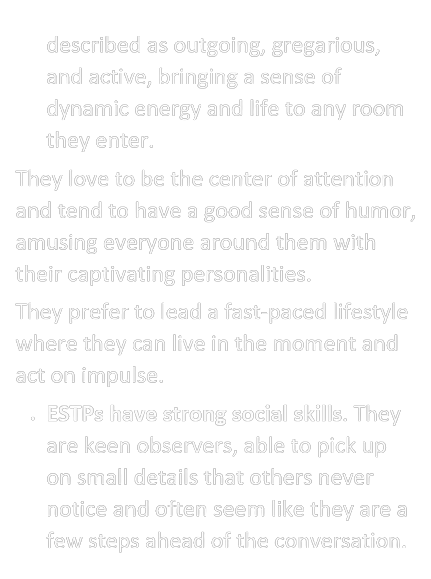 described as outgoing, gregarious,
and active, bringing a sense of
dynamic energy and life to any room
they enter.
They love to be the center of attention
and tend to have a good sense of humor,
amusing everyone around them with
their captivating personalities.
They prefer to lead a fast-paced lifestyle
where they can live in the moment and
act on impulse.
. ESTPs have strong social skills. They
are keen observers, able to pick up
on small details that others never
notice and often seem like they are a
few steps ahead of the conversation.